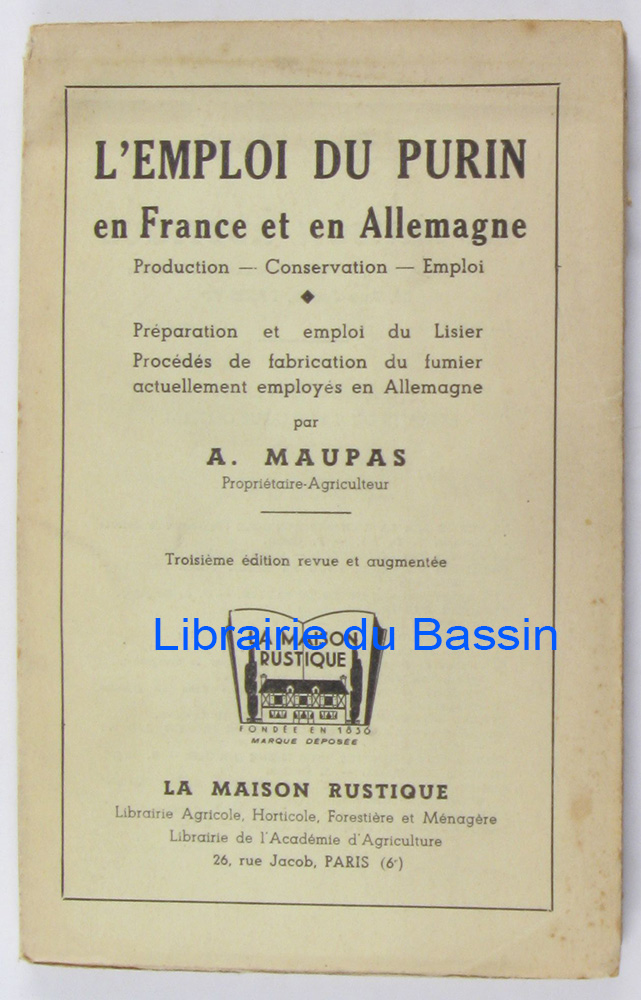 L'EMPLOI DU PURIN
en France et en Allemagne
Production — Conservation — Emploi
◆
Préparation et emploi du Lisier
Procédés de fabrication du fumier
actuellement employés en Allemagne
par
A. MAUPAS
Propriétaire-Agriculteur
Troisième édition revue et augmentée
Librairie du Bassin
LA MAISON
RUSTIQUE
FONDÉE EN 1836
MARQUE DÉPOSÉE
LA MAISON RUSTIQUE
Librairie Agricole, Horticole, Forestière et Ménagère
Librairie de l'Académie d'Agriculture
26, rue Jacob, PARIS (6ᵉ)